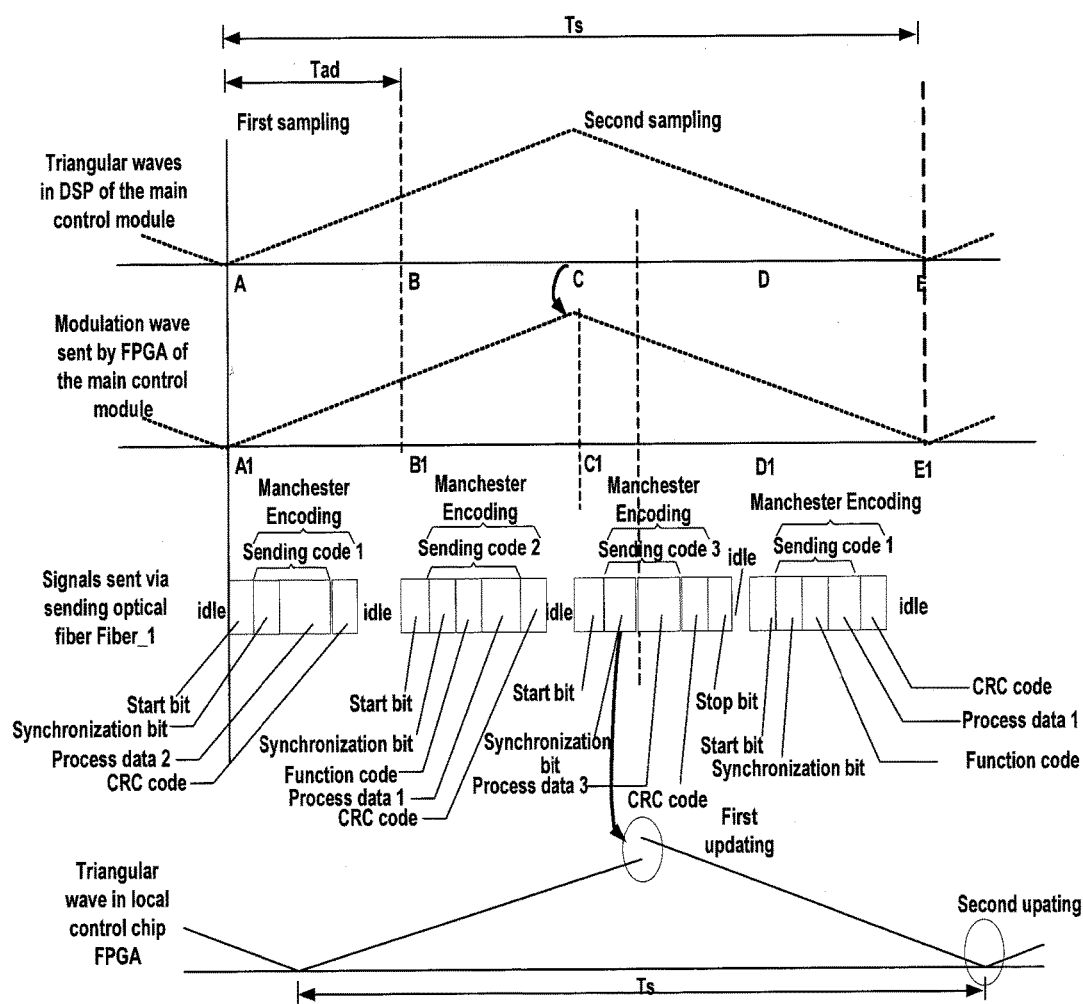 Ts
Tad
First sampling
Second sampling
Triangular waves
in DSP of the main
control module
A
B
C
D
E
Modulation wave
sent by FPGA of
the main control
module
A1
B1
C1
D1
E1
Manchester
Encoding
Sending code 1
Manchester
Encoding
Sending code 2
Manchester
Encoding
Sending code 3
idle
Manchester Encoding
Sending code 1
Signals sent via
sending optical
fiber Fiber_1
idle
idle
idle
idle
Start bit
Synchronization bit
Process data 2
CRC code
Start bit
Synchronization bit
Function code
Process data 1
CRC code
Start bit
Synchronization
bit
Process data 3
CRC code
Stop bit
Start bit
Synchronization bit
CRC code
Process data 1
Function code
First
updating
Triangular
wave in local
control chip
FPGA
Second upating
Ts